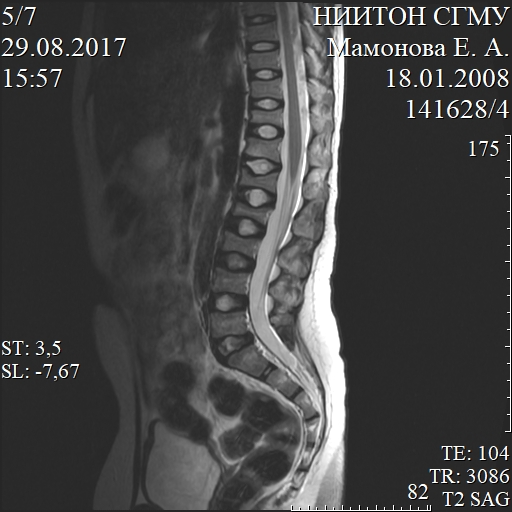 5/7
29.08.2017
15:57
НИИТОН СГМУ
Мамонова Е. А.
18.01.2008
141628/4
175
ST: 3,5
SL: -7,67
TE: 104
TR: 3086
82 T2 SAG